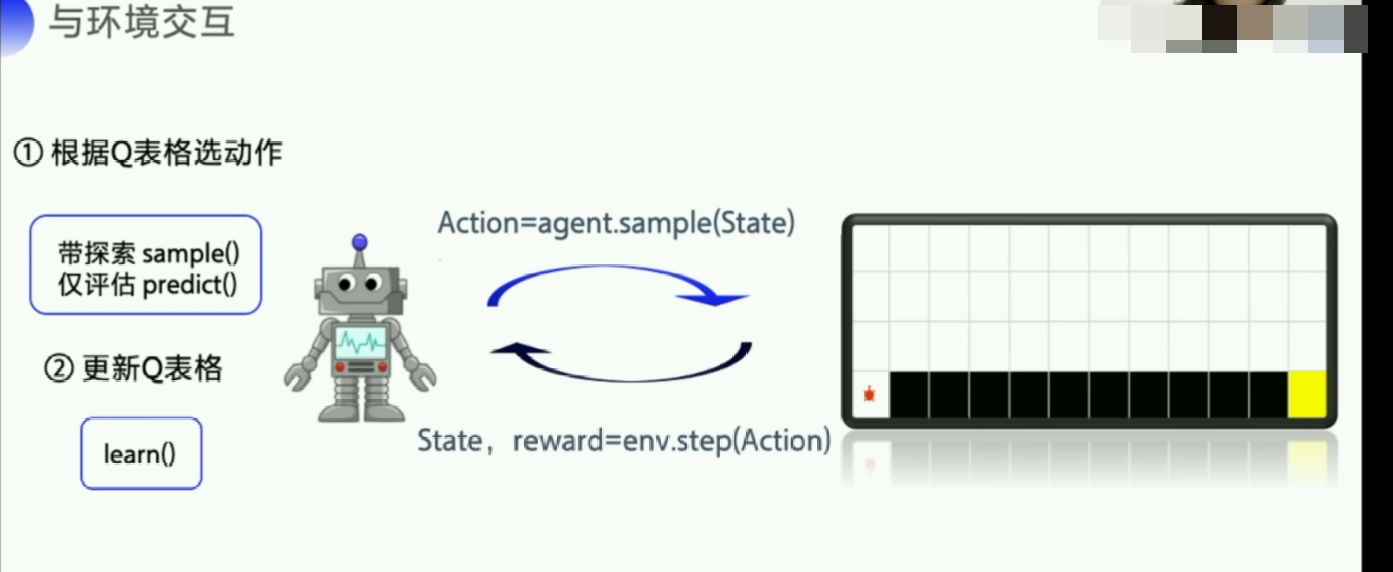 与环境交互
① 根据Q表格选动作
带探索 sample()
仅评估 predict()
② 更新Q表格
learn()
Action=agent.sample(State)
State，reward=env.step(Action)